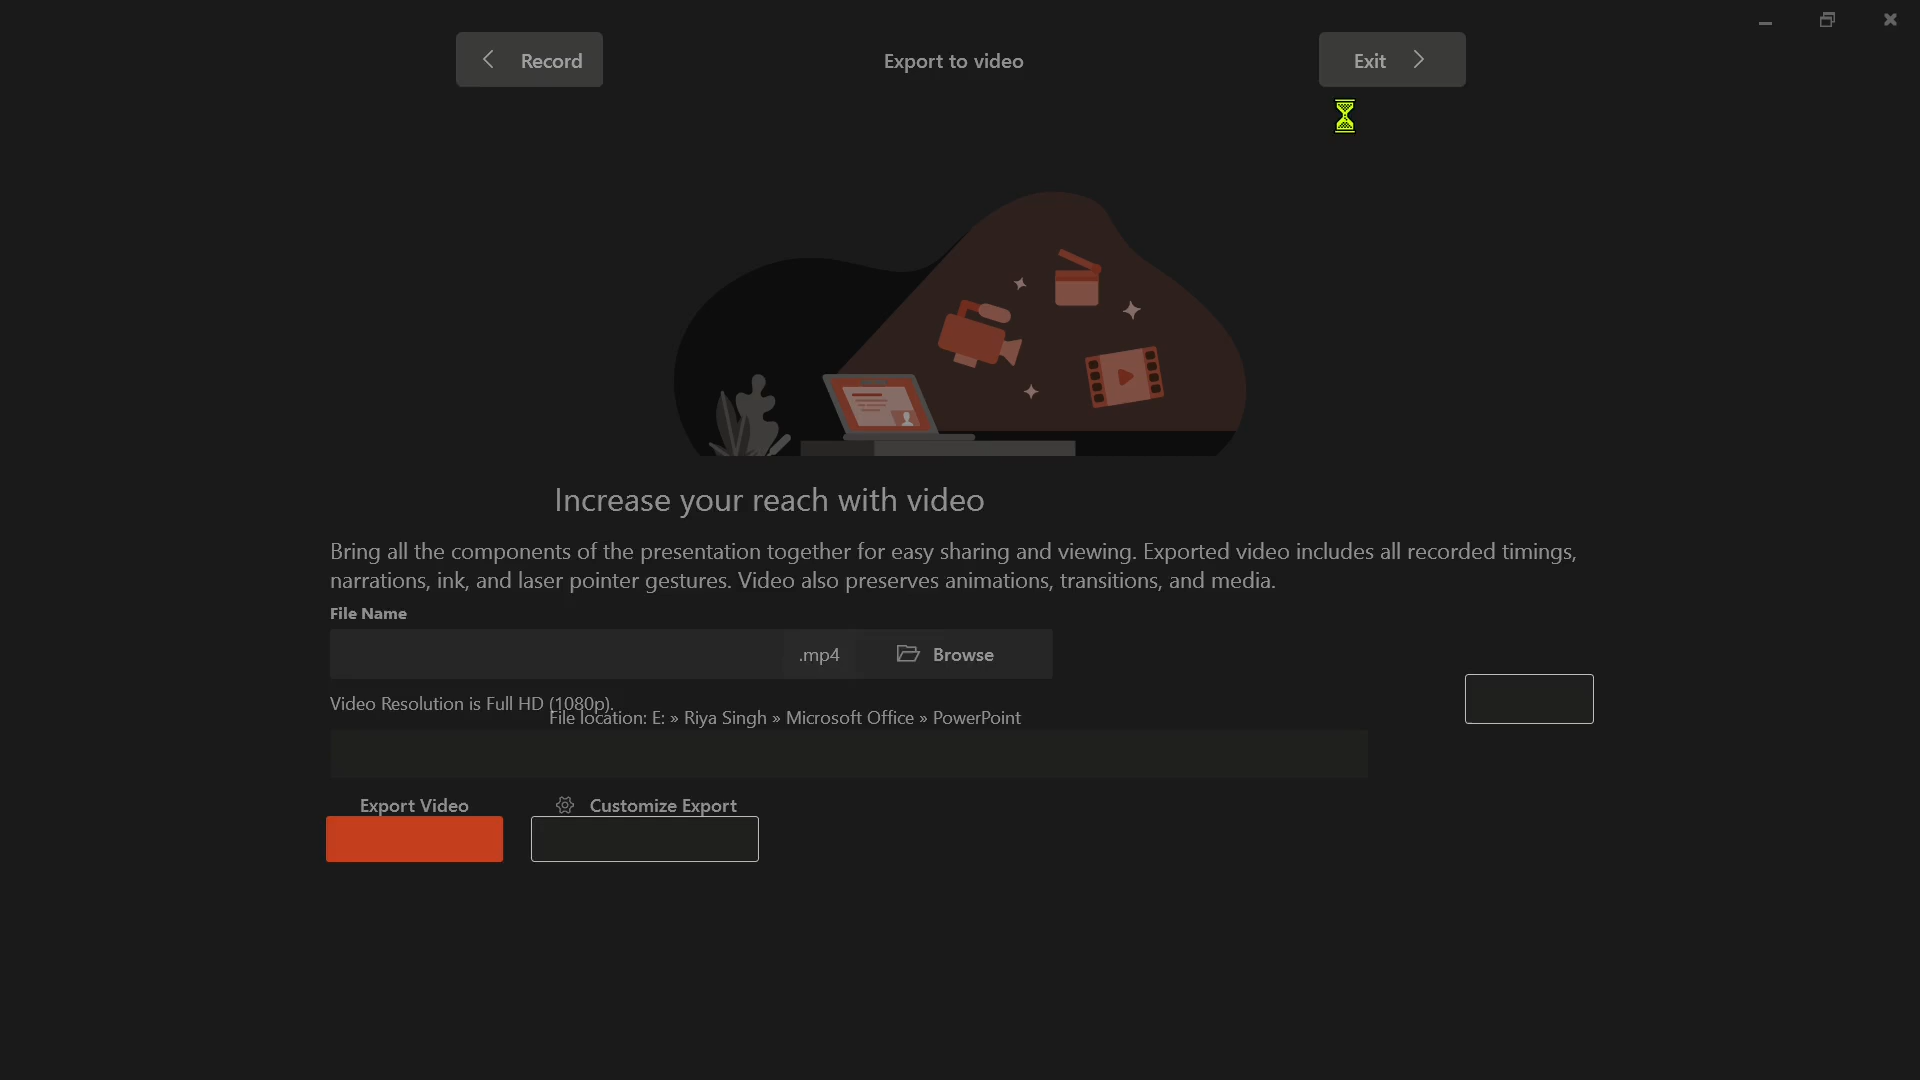 Record
Export to video
Exit
Increase your reach with video
Bring all the components of the presentation together for easy sharing and viewing. Exported video includes all recorded timings,
narrations, ink, and laser pointer gestures. Video also preserves animations, transitions, and media.
File Name
.mp4
Browse
Video Resolution is Full HD (1080p).
File location: E: » Riya Singh » Microsoft Office » PowerPoint
Export Video
Customize Export